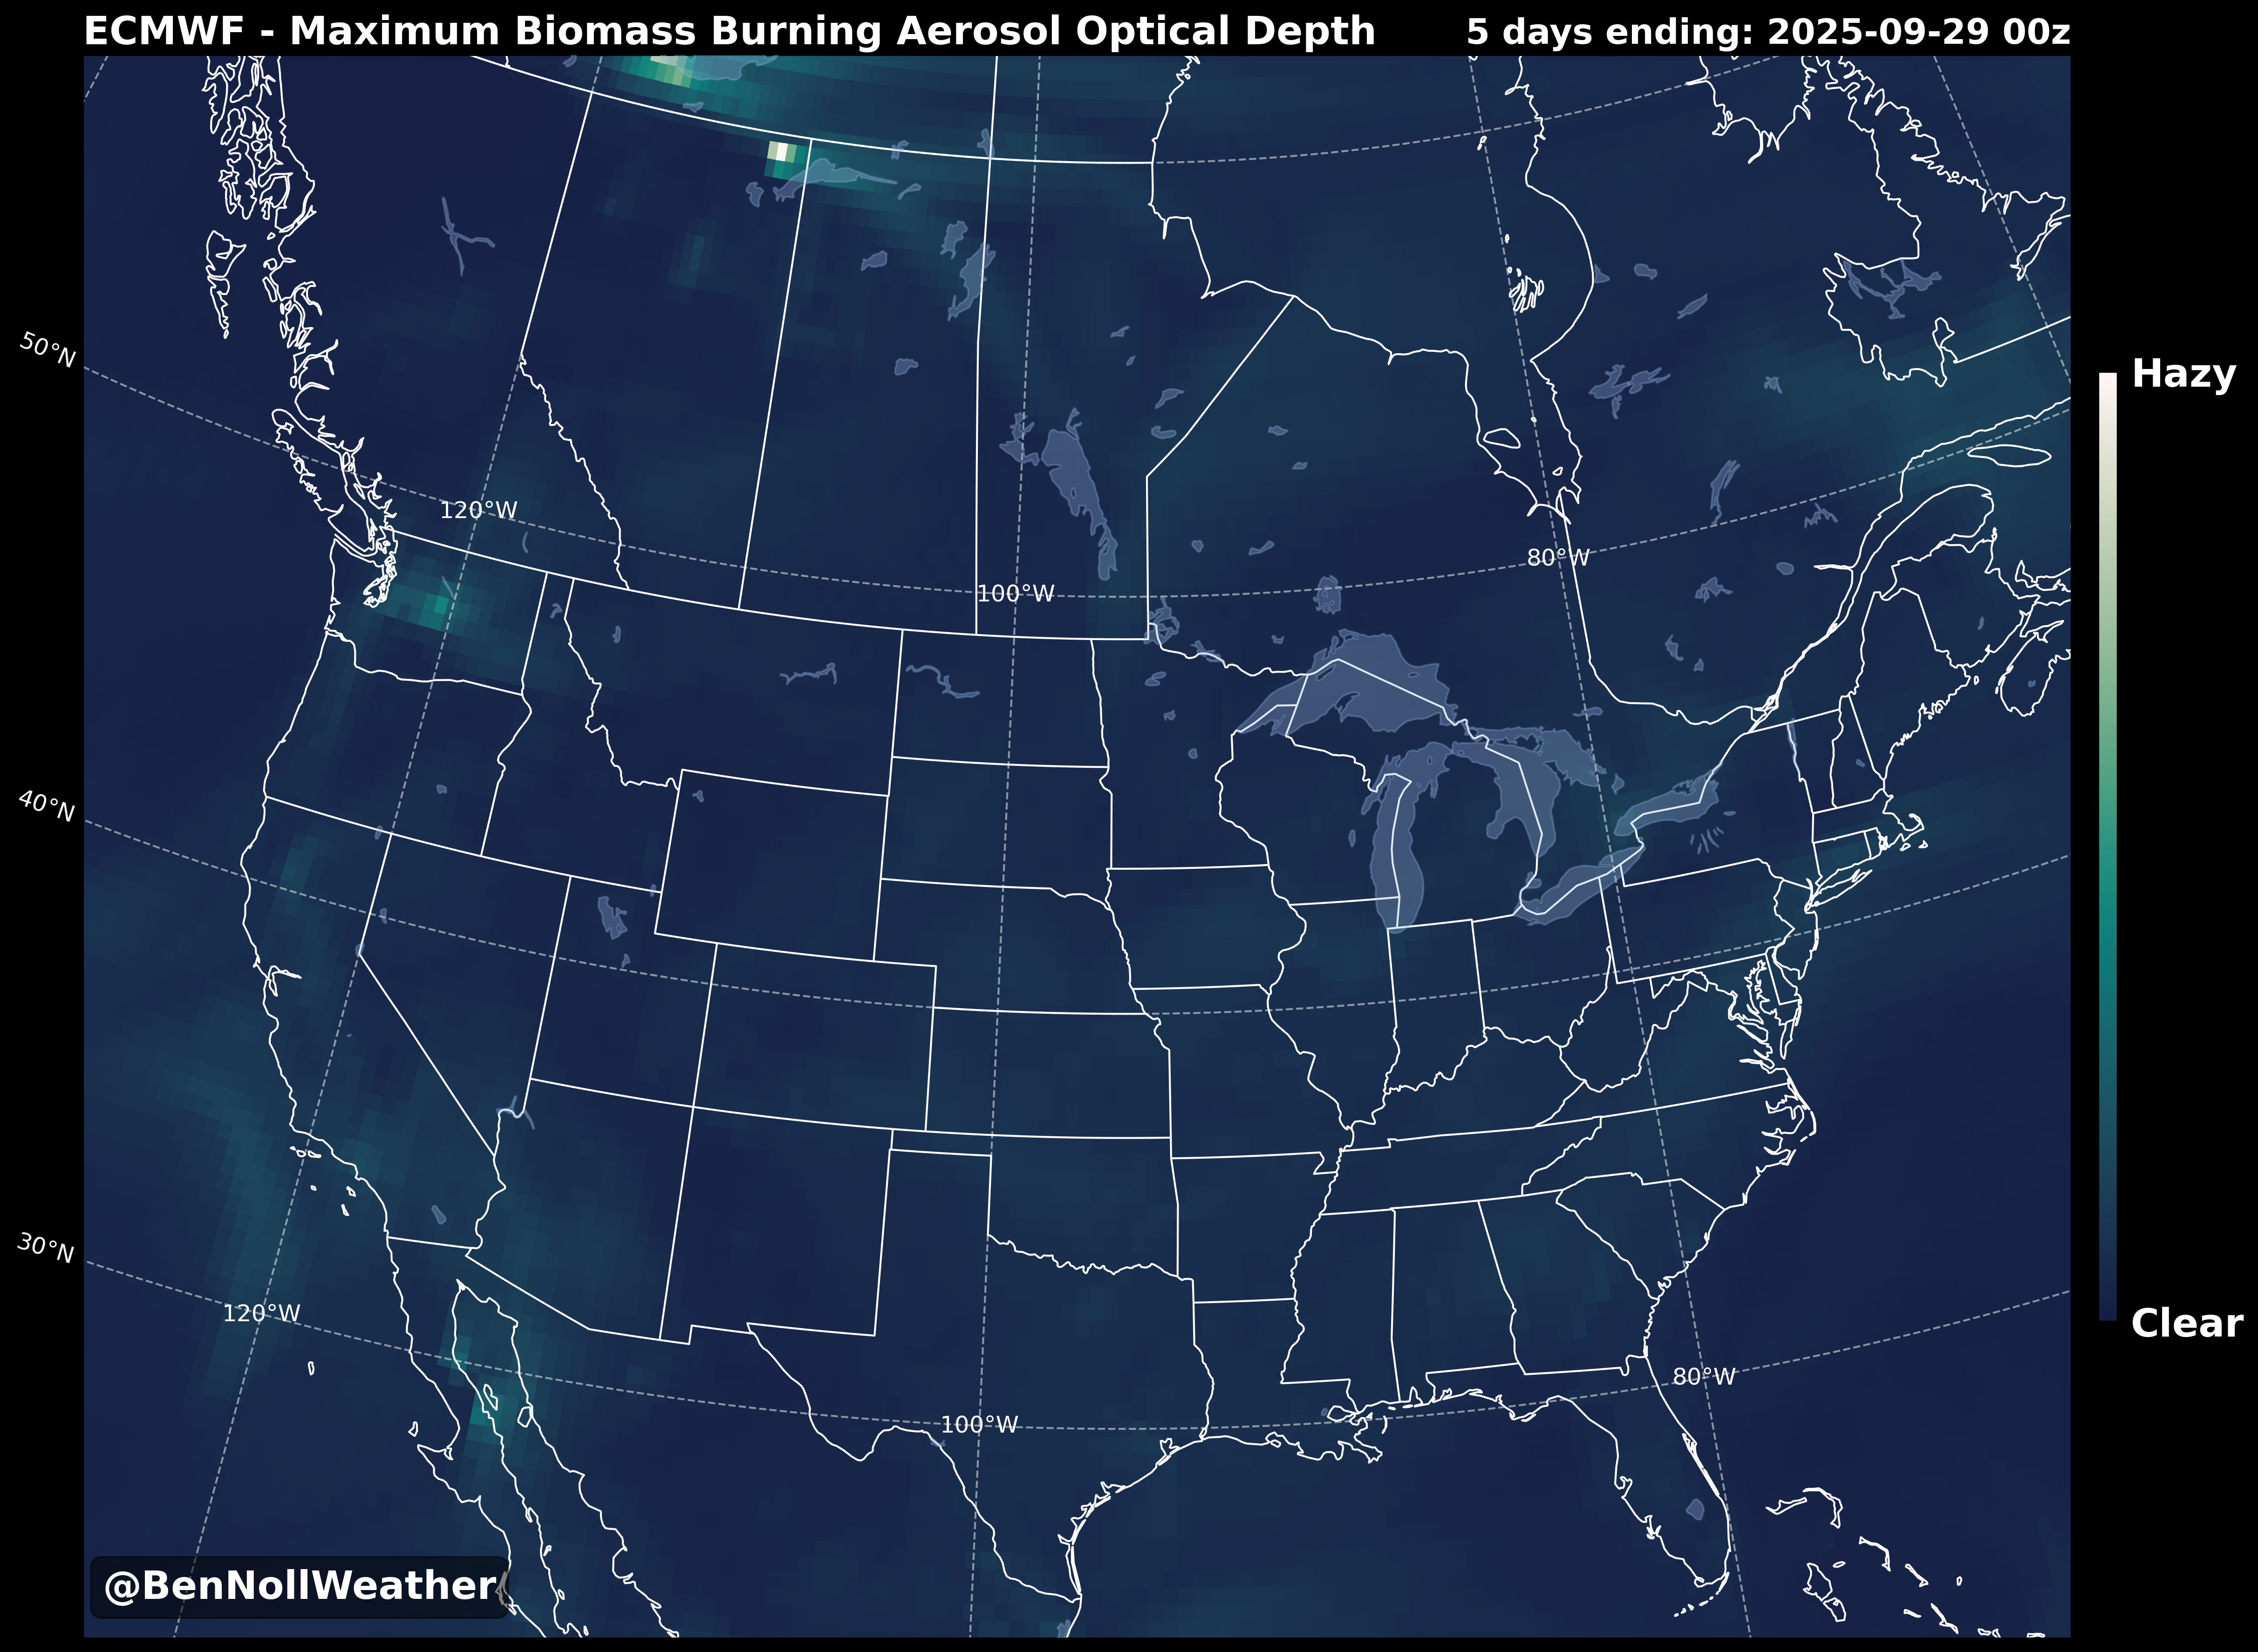 ECMWF - Maximum Biomass Burning Aerosol Optical Depth
5 days ending: 2025-09-29 00z
50°N
Hazy
120°W
80°W
100°W
40°N
30°N
120°W
Clear
80°W
100°W
@BenNollWeather